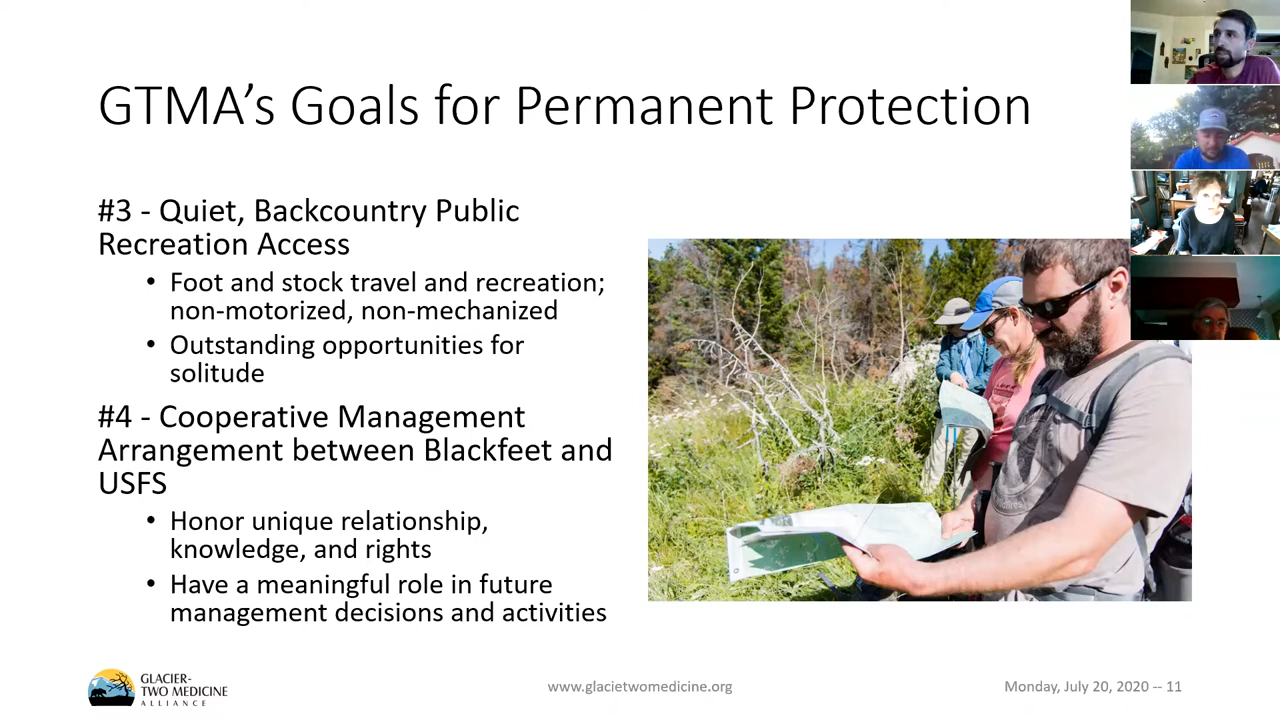 GTMA’s Goals for Permanent Protection
#3 - Quiet, Backcountry Public
Recreation Access
• Foot and stock travel and recreation;
non-motorized, non-mechanized
• Outstanding opportunities for
solitude
#4 - Cooperative Management
Arrangement between Blackfeet and
USFS
• Honor unique relationship,
knowledge, and rights
• Have a meaningful role in future
management decisions and activities
GLACIER-
TWO MEDICINE
ALLIANCE
www.glacietwomedicine.org
Monday, July 20, 2020 -- 11